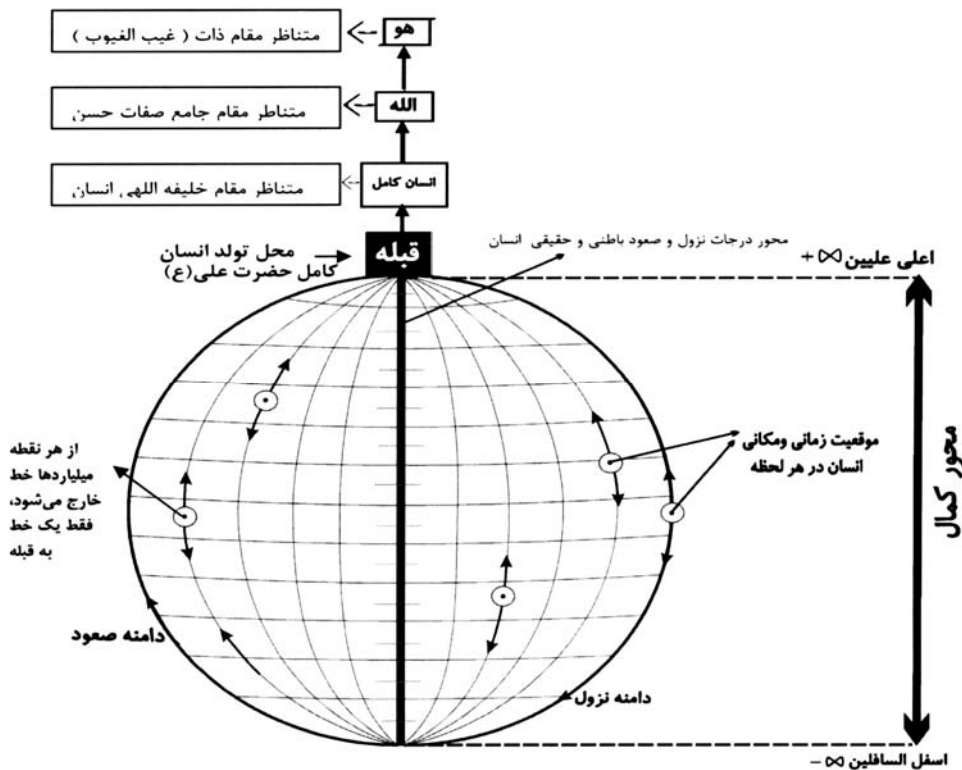 هو
متناظر مقام ذات ( غیب الغیوب )
الله
متناطر مقام جامع صفات حسن
انسان کامل
متناظر مقام خلیفه اللهی انسان
قبله
محل تولد انسان
کامل حضرت علی(ع)
محور درجات نزول و صعود باطنی و حقیقی انسان
اعلی علیین ∞ +
موقعیت زمانی ومکانی
انسان در هر لحظه
محور کمال
از هر نقطه
میلیاردها خط
خارج می‌شود،
فقط یک خط
به قبله
دامنه صعود
دامنه نزول
اسفل السافلین ∞ −